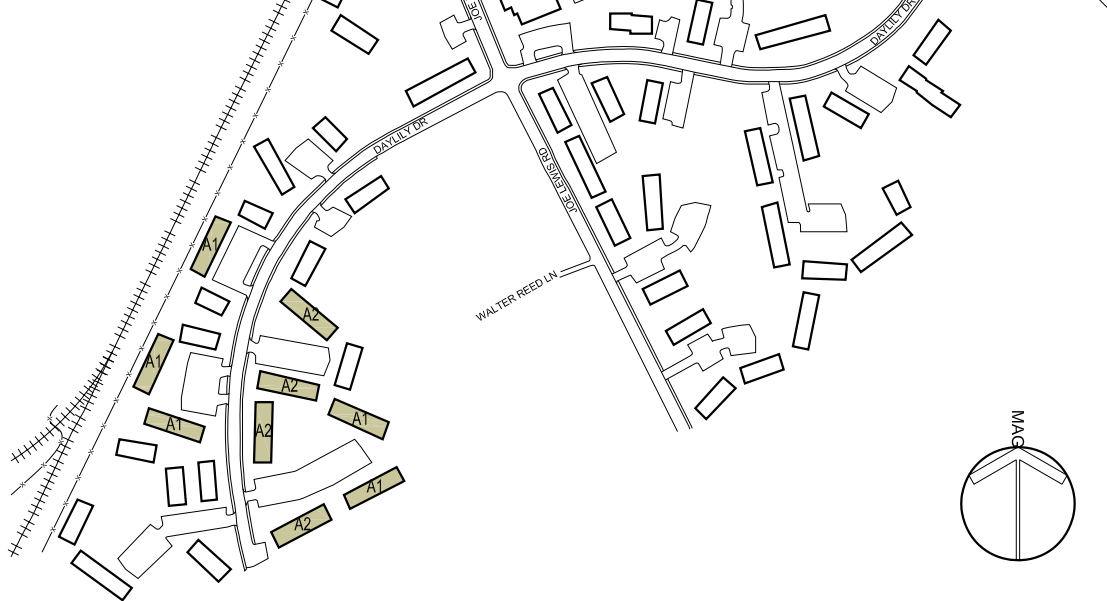 JOE
DAYLILY DR
DAYLILY DR
JOE LEWIS RD
WALTER REED LN
A1
A2
A1
A2
A1
A1
A2
A1
A2
MAG